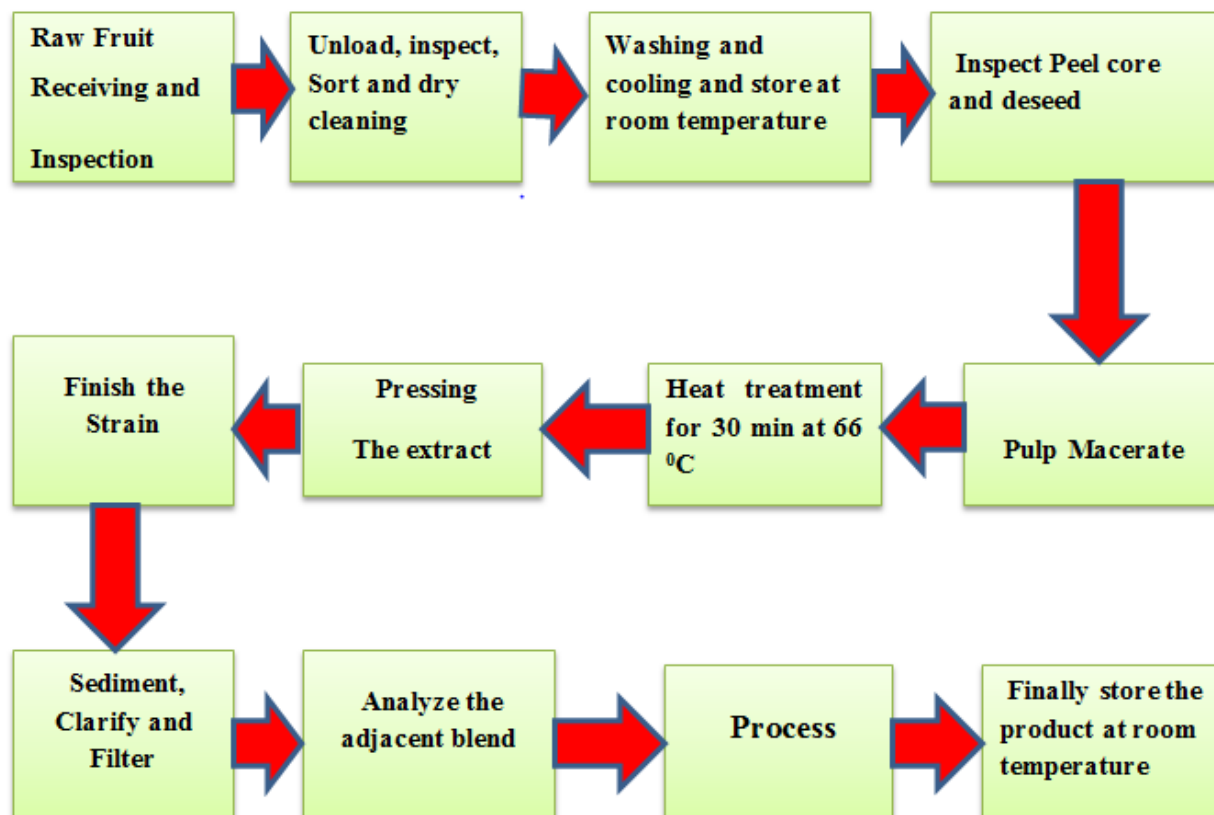 Raw Fruit
Receiving and
Inspection
Unload, inspect,
Sort and dry
cleaning
Washing and
cooling and store at
room temperature
Inspect Peel core
and deseed
Pulp Macerate
Heat treatment
for 30 min at 66
⁰C
Pressing
The extract
Finish the
Strain
Sediment,
Clarify and
Filter
Analyze the
adjacent blend
Process
Finally store the
product at room
temperature